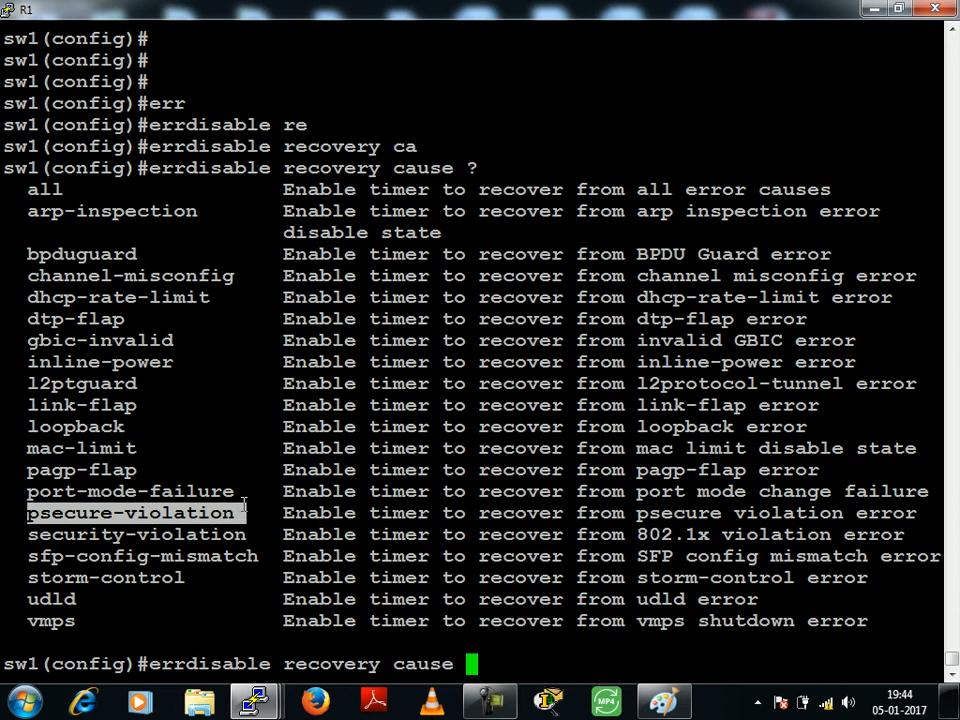 R1
sw1(config)#
sw1(config)#
sw1(config)#
sw1(config)#err
sw1(config)#errdisable re
sw1(config)#errdisable recovery ca
sw1(config)#errdisable recovery cause ?
all Enable timer to recover from all error causes
arp-inspection Enable timer to recover from arp inspection error
disable state
bpduguard Enable timer to recover from BPDU Guard error
channel-misconfig Enable timer to recover from channel misconfig error
dhcp-rate-limit Enable timer to recover from dhcp-rate-limit error
dtp-flap Enable timer to recover from dtp-flap error
gbic-invalid Enable timer to recover from invalid GBIC error
inline-power Enable timer to recover from inline-power error
l2ptguard Enable timer to recover from l2protocol-tunnel error
link-flap Enable timer to recover from link-flap error
loopback Enable timer to recover from loopback error
mac-limit Enable timer to recover from mac limit disable state
pagp-flap Enable timer to recover from pagp-flap error
port-mode-failure Enable timer to recover from port mode change failure
psecure-violation Enable timer to recover from psecure violation error
security-violation Enable timer to recover from 802.1x violation error
sfp-config-mismatch Enable timer to recover from SFP config mismatch error
storm-control Enable timer to recover from storm-control error
udld Enable timer to recover from udld error
vmps Enable timer to recover from vmps shutdown error
sw1(config)#errdisable recovery cause
MP4
19:44
05-01-2017